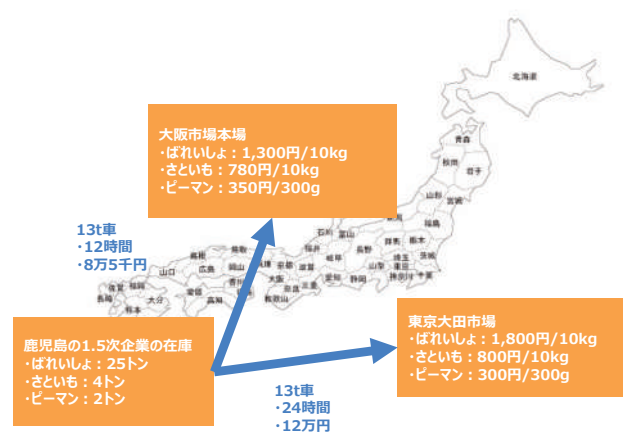 北海道
青森
秋田
岩手
山形
宮城
福島
石川
富山
福井
長野
群馬
栃木
岐阜
埼玉
茨城
山梨
東京
千葉
神奈川
滋賀
愛知
静岡
大阪市場本場
・ばれいしょ：1,300円/10kg
・さといも：780円/10kg
・ピーマン：350円/300g
13t車
・12時間
・8万5千円
島根
鳥取
山口
広島
岡山
京都
大阪
奈良
三重
和歌山
香川
愛媛
高知
佐賀
福岡
長崎
大分
熊本
鹿児島の1.5次企業の在庫
・ばれいしょ：25トン
・さといも：4トン
・ピーマン：2トン
東京大田市場
・ばれいしょ：1,800円/10kg
・さといも：800円/10kg
・ピーマン：300円/300g
13t車
・24時間
・12万円